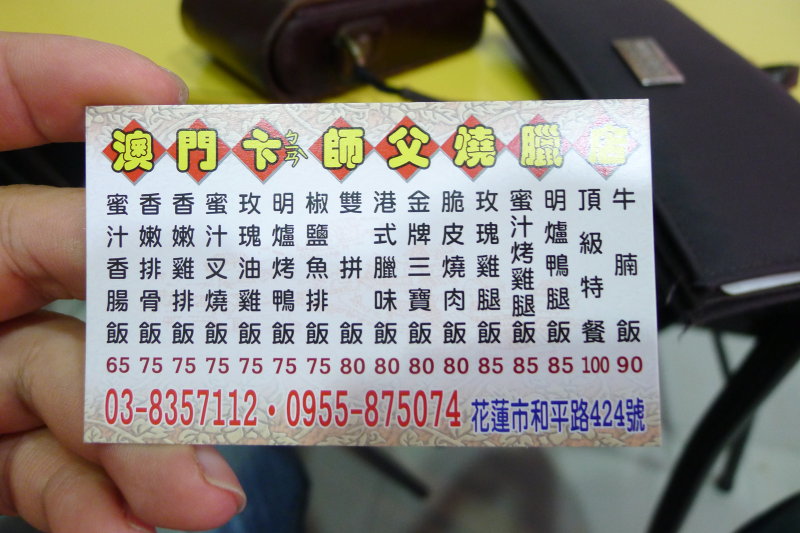 澳門卞ㄅㄧㄢˋ師父燒臘店
蜜汁香腸飯 65
香嫩排骨飯 75
香嫩雞排飯 75
蜜汁叉燒飯 75
玫瑰油雞飯 75
明爐烤鴨飯 75
椒鹽魚排飯 75
雙拼飯 80
港式臘味飯 80
金牌三寶飯 80
脆皮燒肉飯 80
玫瑰雞腿飯 85
蜜汁烤雞腿飯 85
明爐鴨腿飯 85
頂級特餐 100
牛腩飯 90
03-8357112・0955-875074 花蓮市和平路424號